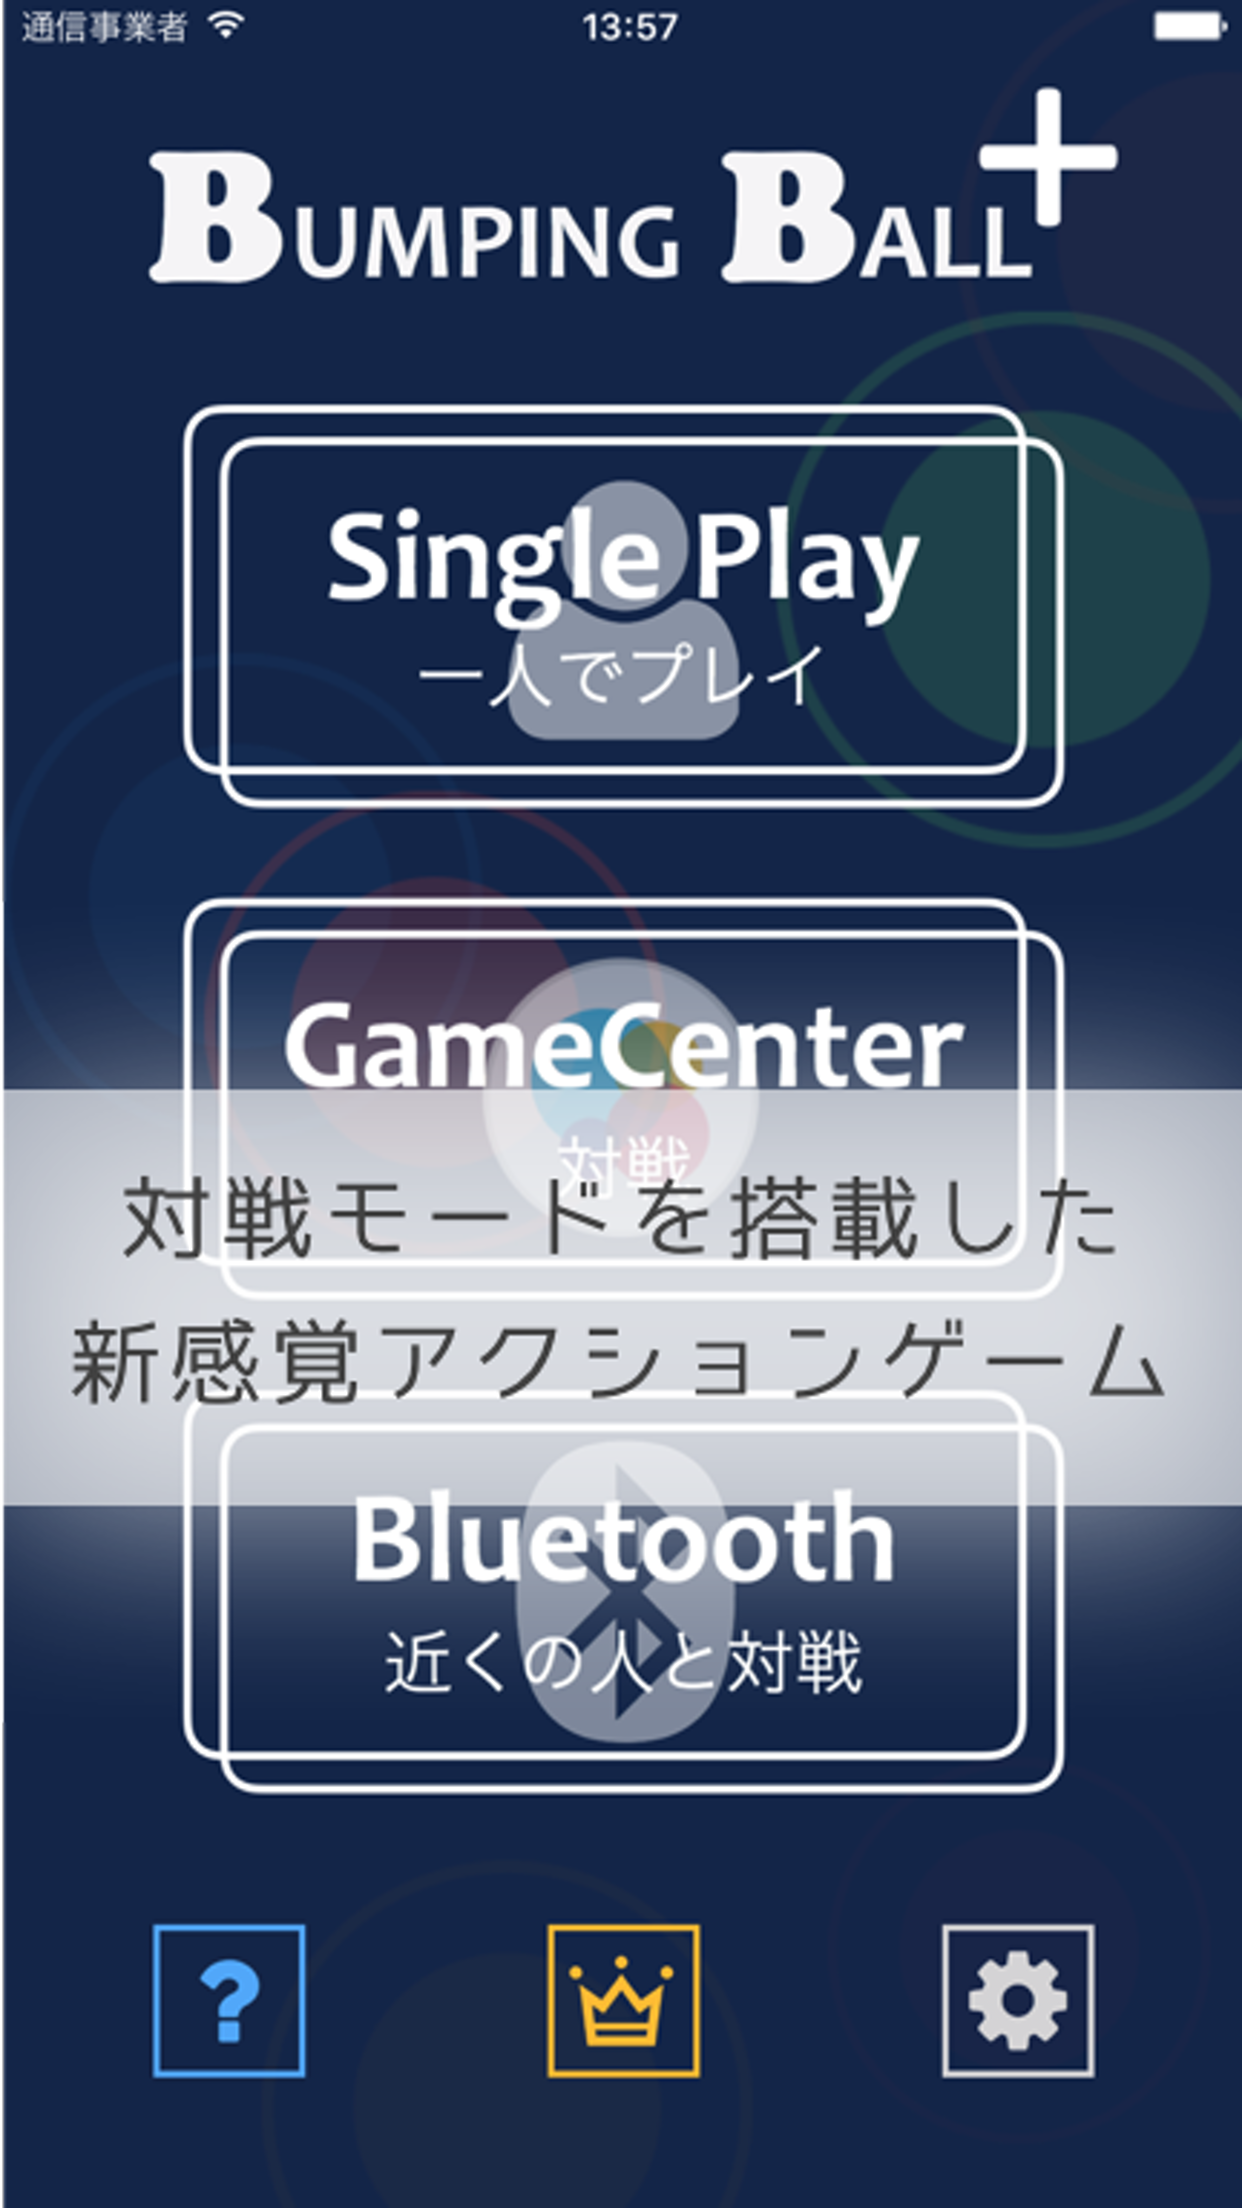 通信事業者 13:57
BUMPING BALL+
Single Play
一人でプレイ
GameCenter
対戦
対戦モードを搭載した
新感覚アクションゲーム
Bluetooth
近くの人と対戦
?